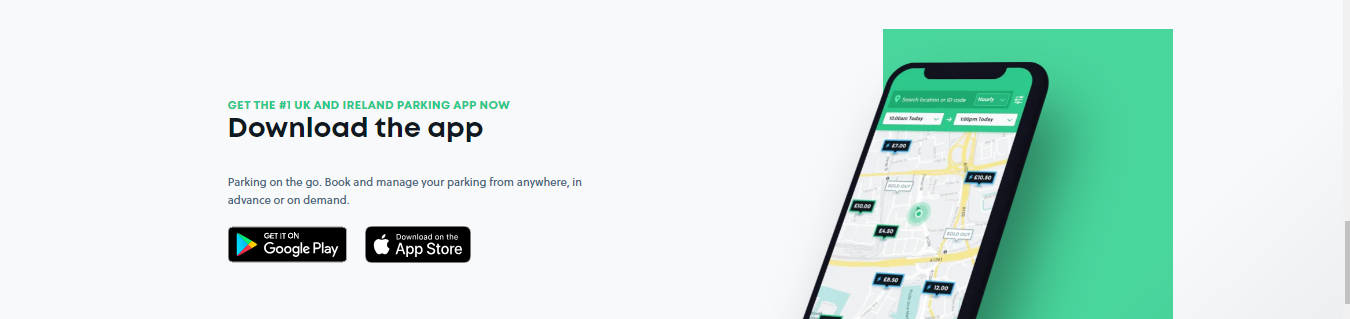 GET THE #1 UK AND IRELAND PARKING APP NOW
Download the app
Parking on the go. Book and manage your parking from anywhere, in
advance or on demand.
GET IT ON
Google Play
Download on the
App Store
Search location or ID code
Hourly
10:00am Today
1:00pm Today
£7.00
£10.50
SOLD OUT
£10.00
£4.50
SOLD OUT
£8.50
12.00